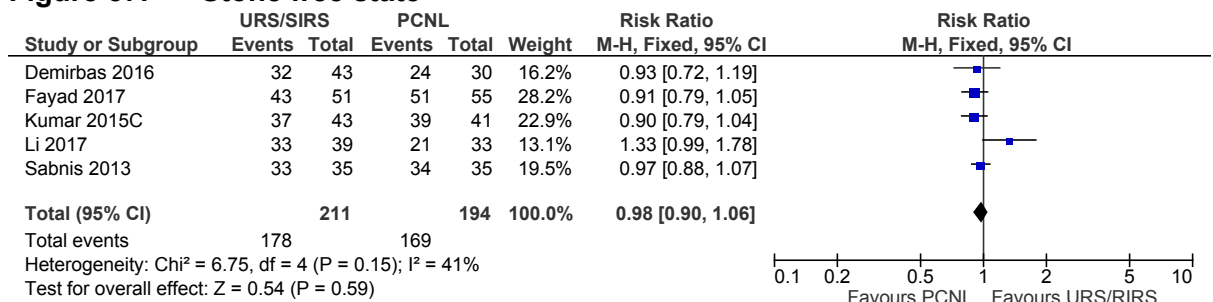 URS/SIRS PCNL Risk Ratio Risk Ratio
Study or Subgroup Events Total Events Total Weight M-H, Fixed, 95% CI M-H, Fixed, 95% CI
Demirbas 2016 32 43 24 30 16.2% 0.93 [0.72, 1.19]
Fayad 2017 43 51 51 55 28.2% 0.91 [0.79, 1.05]
Kumar 2015C 37 43 39 41 22.9% 0.90 [0.79, 1.04]
Li 2017 33 39 21 33 13.1% 1.33 [0.99, 1.78]
Sabnis 2013 33 35 34 35 19.5% 0.97 [0.88, 1.07]
Total (95% CI) 211 194 100.0% 0.98 [0.90, 1.06]
Total events 178 169
Heterogeneity: Chi² = 6.75, df = 4 (P = 0.15); I² = 41%
Test for overall effect: Z = 0.54 (P = 0.59)
0.1 0.2 0.5 1 2 5 10
Favours PCNL Favours URS/RIRS